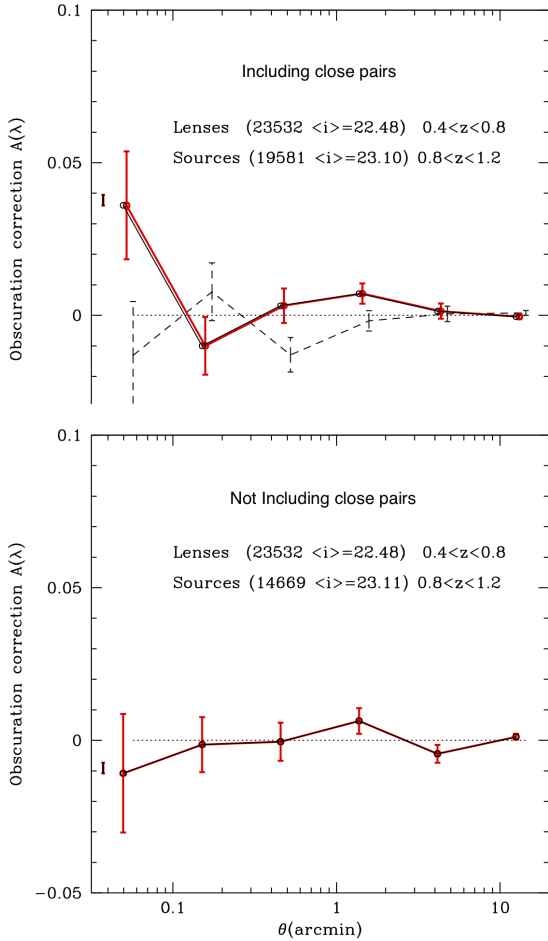 0.1
Including close pairs
Lenses (23532 <i>=22.48) 0.4<z<0.8
Sources (19581 <i>=23.10) 0.8<z<1.2
0.05
0
Obscuration correction A(λ)
0.1
Not Including close pairs
Lenses (23532 <i>=22.48) 0.4<z<0.8
Sources (14669 <i>=23.11) 0.8<z<1.2
0.05
0
−0.05
Obscuration correction A(λ)
0.1 1 10
θ(arcmin)